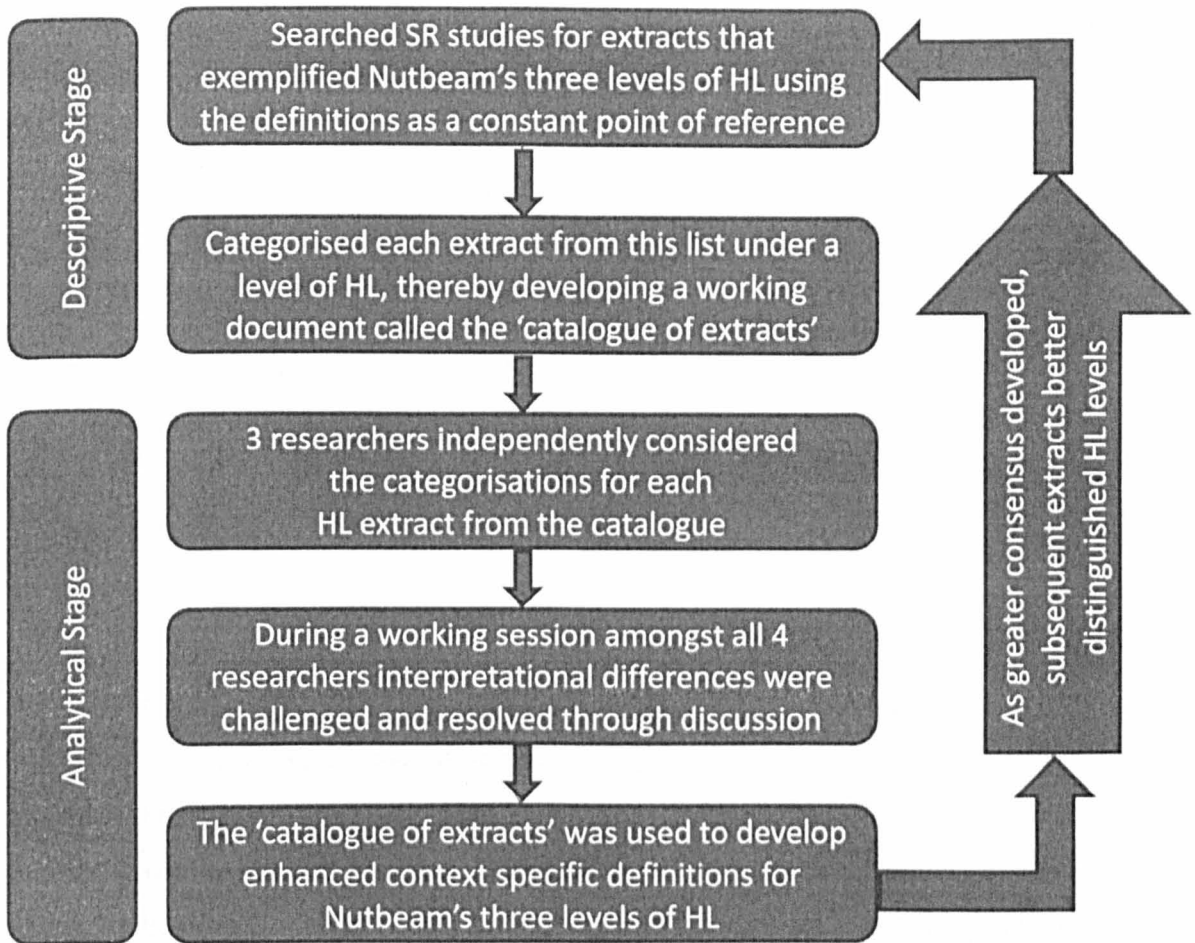 Descriptive Stage
Searched SR studies for extracts that
exemplified Nutbeam's three levels of HL using
the definitions as a constant point of reference
Categorised each extract from this list under a
level of HL, thereby developing a working
document called the 'catalogue of extracts'
Analytical Stage
3 researchers independently considered
the categorisations for each
HL extract from the catalogue
During a working session amongst all 4
researchers interpretational differences were
challenged and resolved through discussion
The 'catalogue of extracts' was used to develop
enhanced context specific definitions for
Nutbeam's three levels of HL
As greater consensus developed,
subsequent extracts better
distinguished HL levels